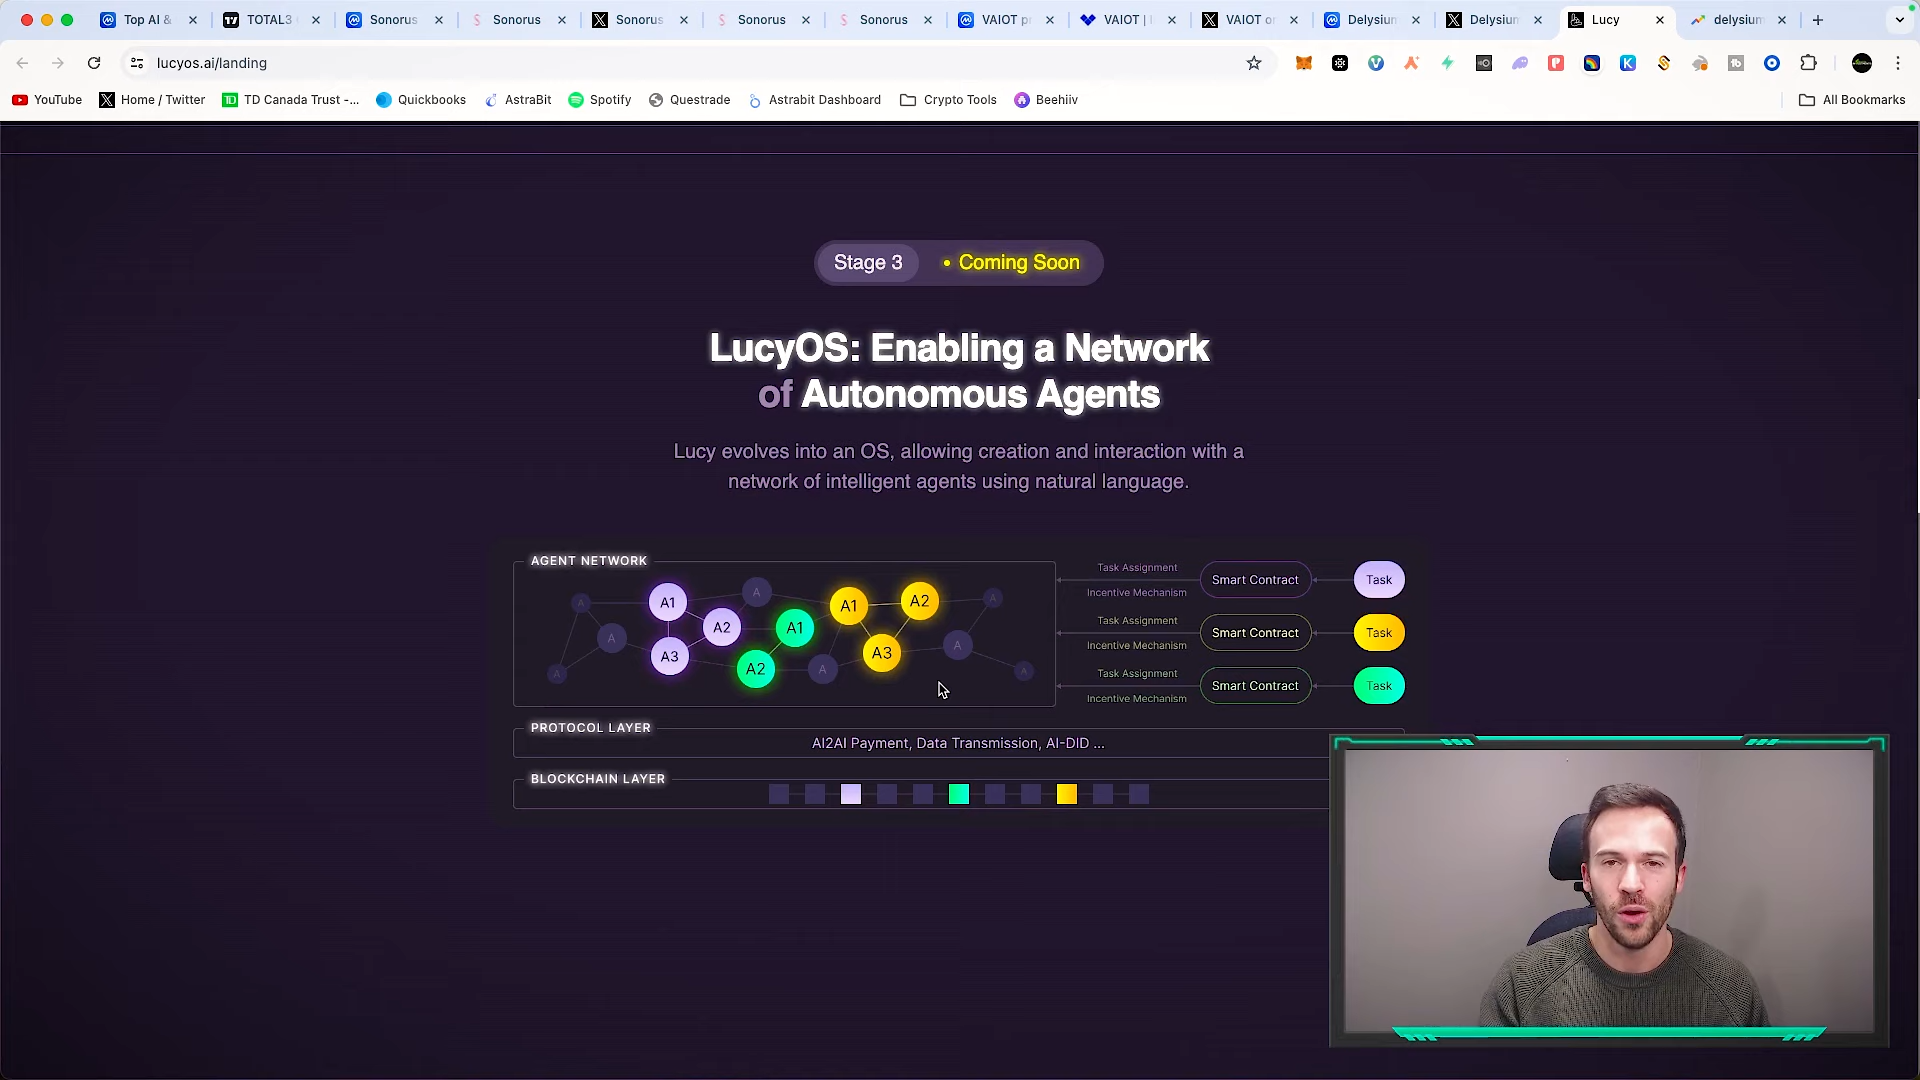 Top AI &
TOTAL3
Sonorus
Sonorus
Sonorus
Sonorus
Sonorus
VAIOT p
VAIOT |
VAIOT o
Delysium
Delysium
Lucy
delysium
lucyos.ai/landing
YouTube
Home / Twitter
TD Canada Trust -...
Quickbooks
AstraBit
Spotify
Questrade
Astrabit Dashboard
Crypto Tools
Beehiiv
All Bookmarks
Stage 3
• Coming Soon
LucyOS: Enabling a Network
of Autonomous Agents
Lucy evolves into an OS, allowing creation and interaction with a
network of intelligent agents using natural language.
AGENT NETWORK
A
A
A
A1
A2
A3
A
A1
A2
A
A1
A2
A3
A
A
A
Task Assignment
Incentive Mechanism
Smart Contract
Task
Task Assignment
Incentive Mechanism
Smart Contract
Task
Task Assignment
Incentive Mechanism
Smart Contract
Task
PROTOCOL LAYER
AI2AI Payment, Data Transmission, AI-DID ...
BLOCKCHAIN LAYER